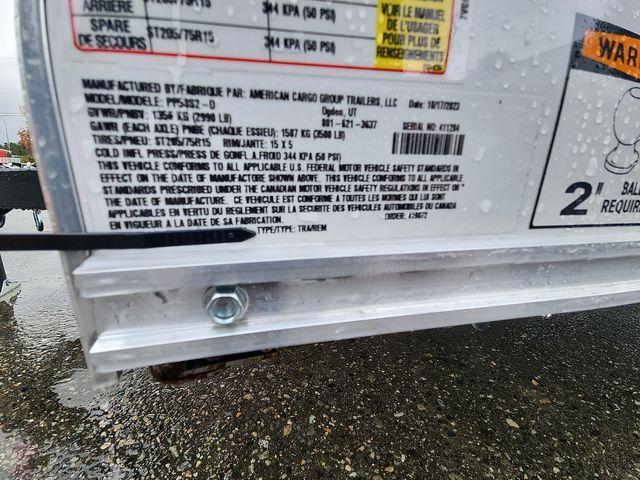 ARRIERE ST205/75R15 344 KPA (50 PSI)
SPARE
DE SECOURS ST205/75R15 344 KPA (50 PSI)
VOIR LE MANUEL
DE L'USAGER
POUR PLUS DE
RENSEIGNEMENTS
MANUFACTURED BY/FABRIQUE PAR: AMERICAN CARGO GROUP TRAILERS, LLC
MODEL/MODELE: PP5+8S2 -D Ogden, UT Date: 10/17/2023
GVWR/PNBV: 1356 KG (2990 LB) 801-621-3637
GAWR (EACH AXLE) PNBE (CHAQUE ESSIEU): 1587 KG (3500 LB) SERIAL NO: 411264
TIRES/PNEU: ST205/75R15 RIM/JANTE: 15 X 5
COLD INFL. PRESS/PRESS DE GONFL. A.FROID 344 KPA (50 PSI)
THIS VEHICLE CONFORMS TO ALL APPLICABLE U.S. FEDERAL MOTOR VEHICLE SAFETY STANDARDS IN
EFFECT ON THE DATE OF MANUFACTURE SHOWN ABOVE. THIS VEHICLE CONFORMS TO ALL APPLICABLE
STANDARDS PRESCRIBED UNDER THE CANADIAN MOTOR VEHICLE SAFETY REGULATIONS IN EFFECT ON
THE DATE OF MANUFACTURE. CE VEHICULE EST CONFORME A TOUTES LES NORMES QUI LUI SONT
APPLICABLES EN VERTU DU REGLEMENT SUR LA SECURITE DES VEHICULES AUTOMOBILES DU CANADA
EN VIGUEUR A LA DATE DE SA FABRICATION. ORDER:
TYPE/TYPE: TRA/REM
WARN
2" BAL
REQUIR